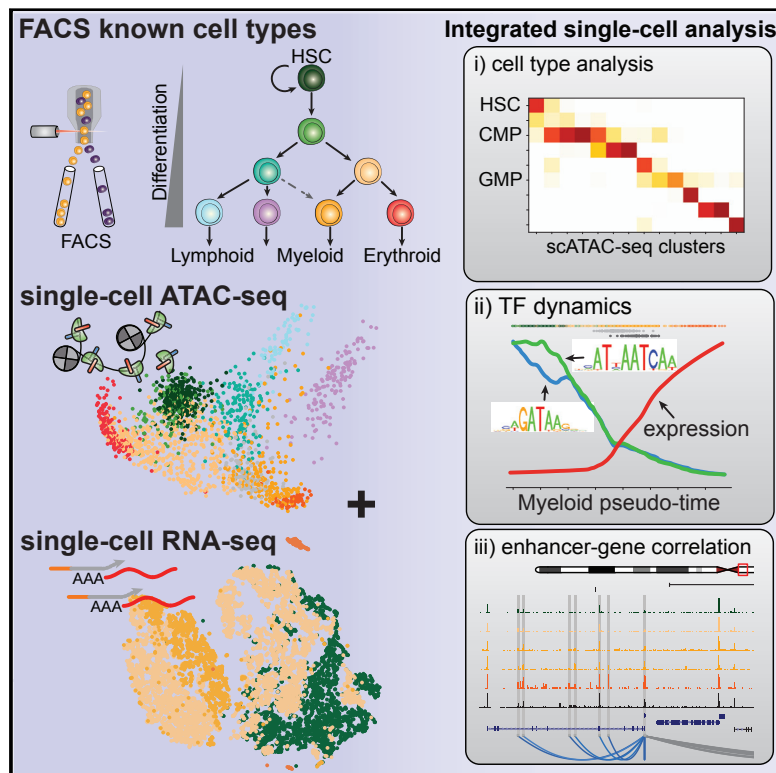 FACS known cell types
HSC
Differentiation
FACS
Lymphoid
Myeloid
Erythroid
single-cell ATAC-seq
+
single-cell RNA-seq
AAA
AAA
Integrated single-cell analysis
i) cell type analysis
HSC
CMP
GMP
scATAC-seq clusters
ii) TF dynamics
GATAA
expression
Myeloid pseudo-time
iii) enhancer-gene correlation